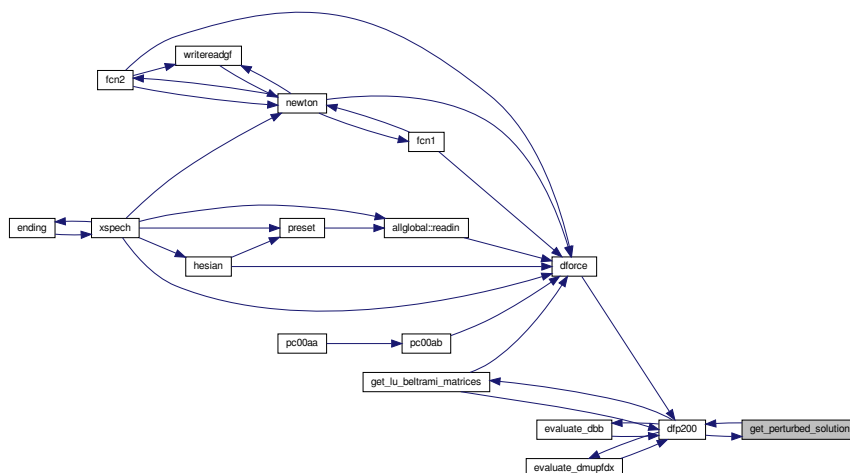 writereadgf
fcn2
newton
fcn1
ending
xspech
preset
allglobal::readin
hesian
dforce
pc00aa
pc00ab
get_lu_beltrami_matrices
evaluate_dbb
dfp200
get_perturbed_solution
evaluate_dmupfdx